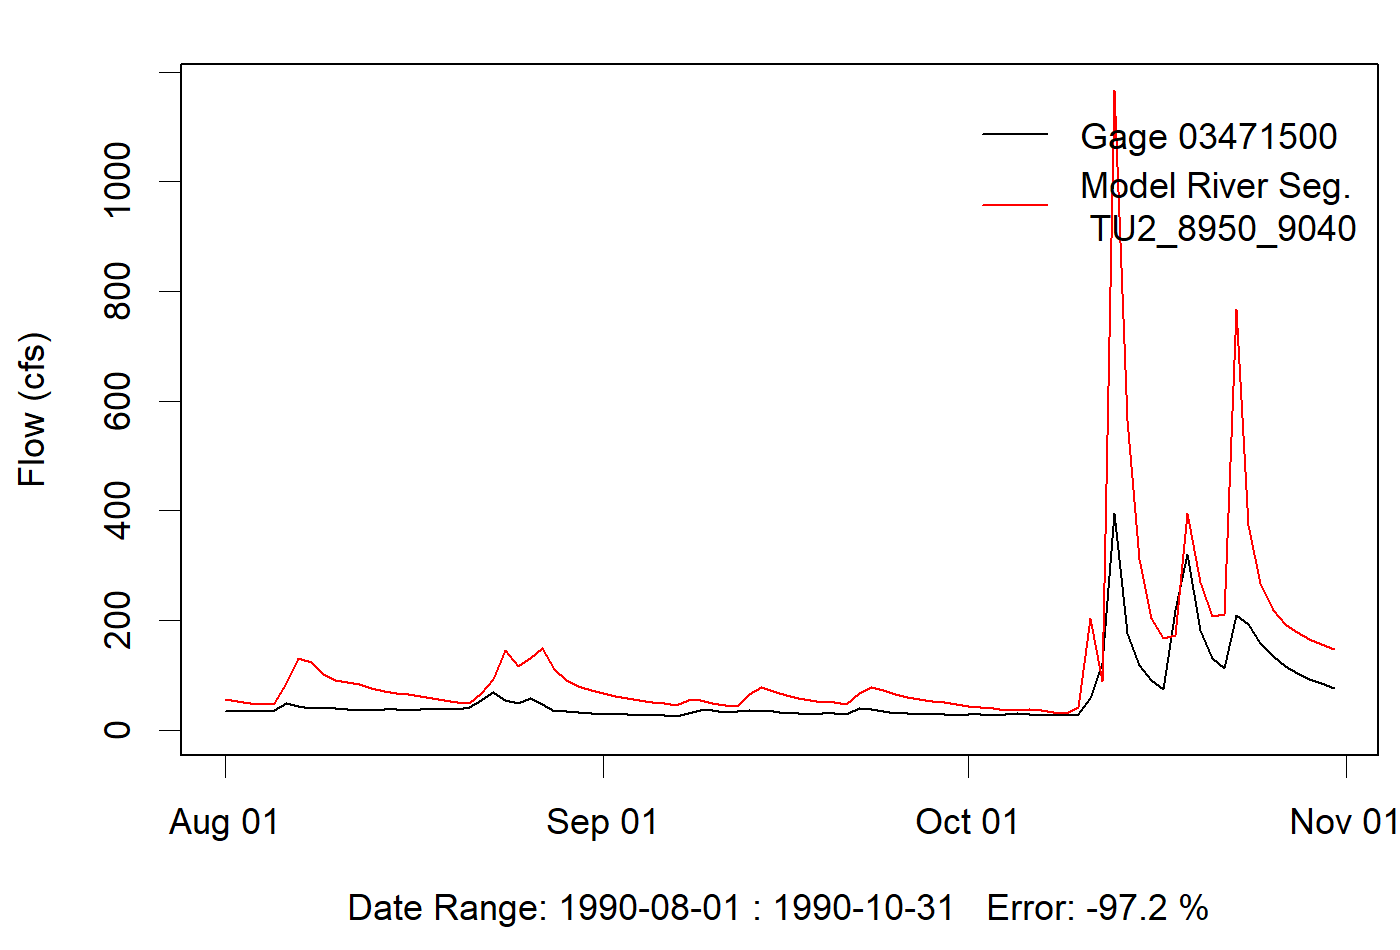 Gage 03471500
Model River Seg.
TU2_8950_9040
Flow (cfs)
1000
800
600
400
200
0
Aug 01 Sep 01 Oct 01 Nov 01
Date Range: 1990-08-01 : 1990-10-31 Error: -97.2 %